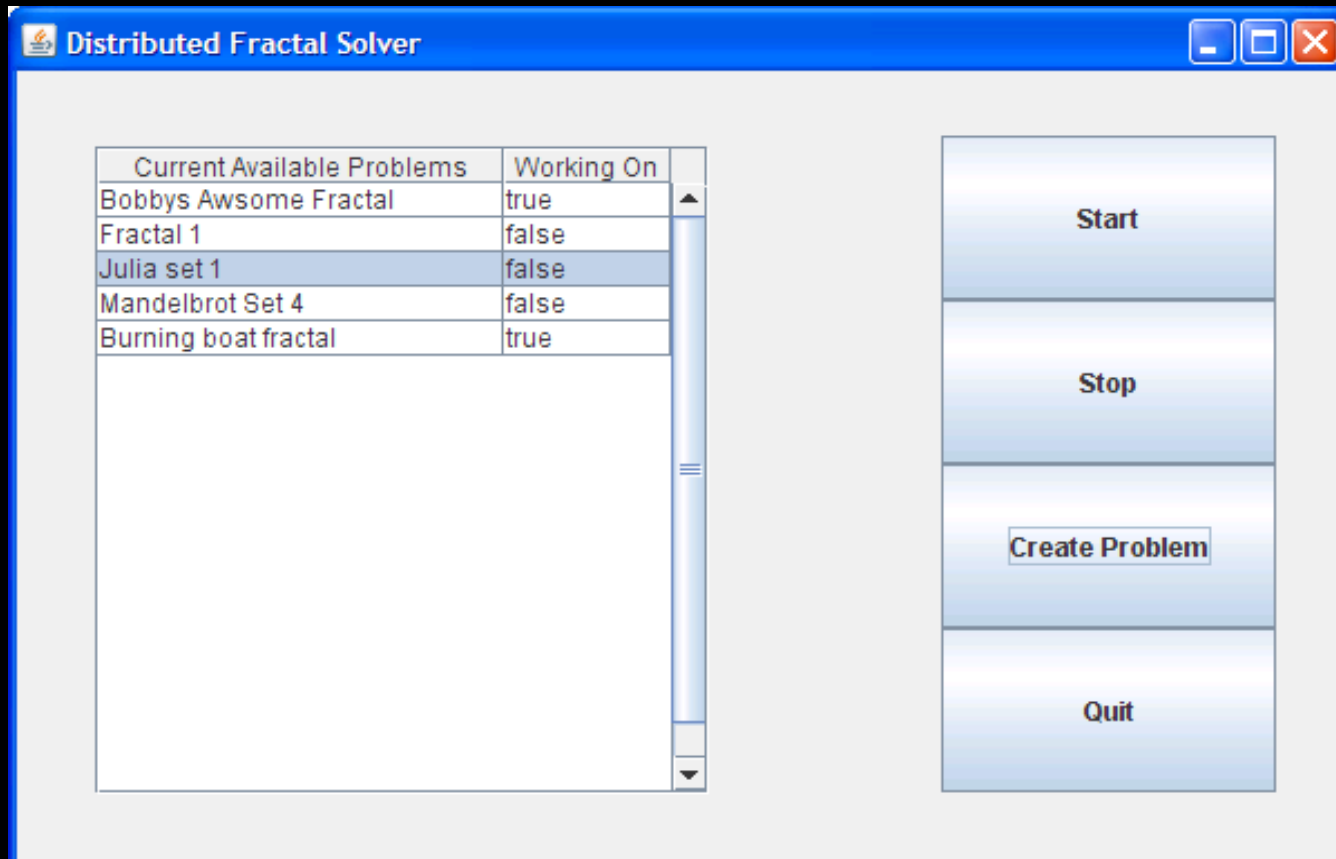 Distributed Fractal Solver
Current Available Problems Working On
Bobbys Awsome Fractal true
Fractal 1 false
Julia set 1 false
Mandelbrot Set 4 false
Burning boat fractal true
Start
Stop
Create Problem
Quit